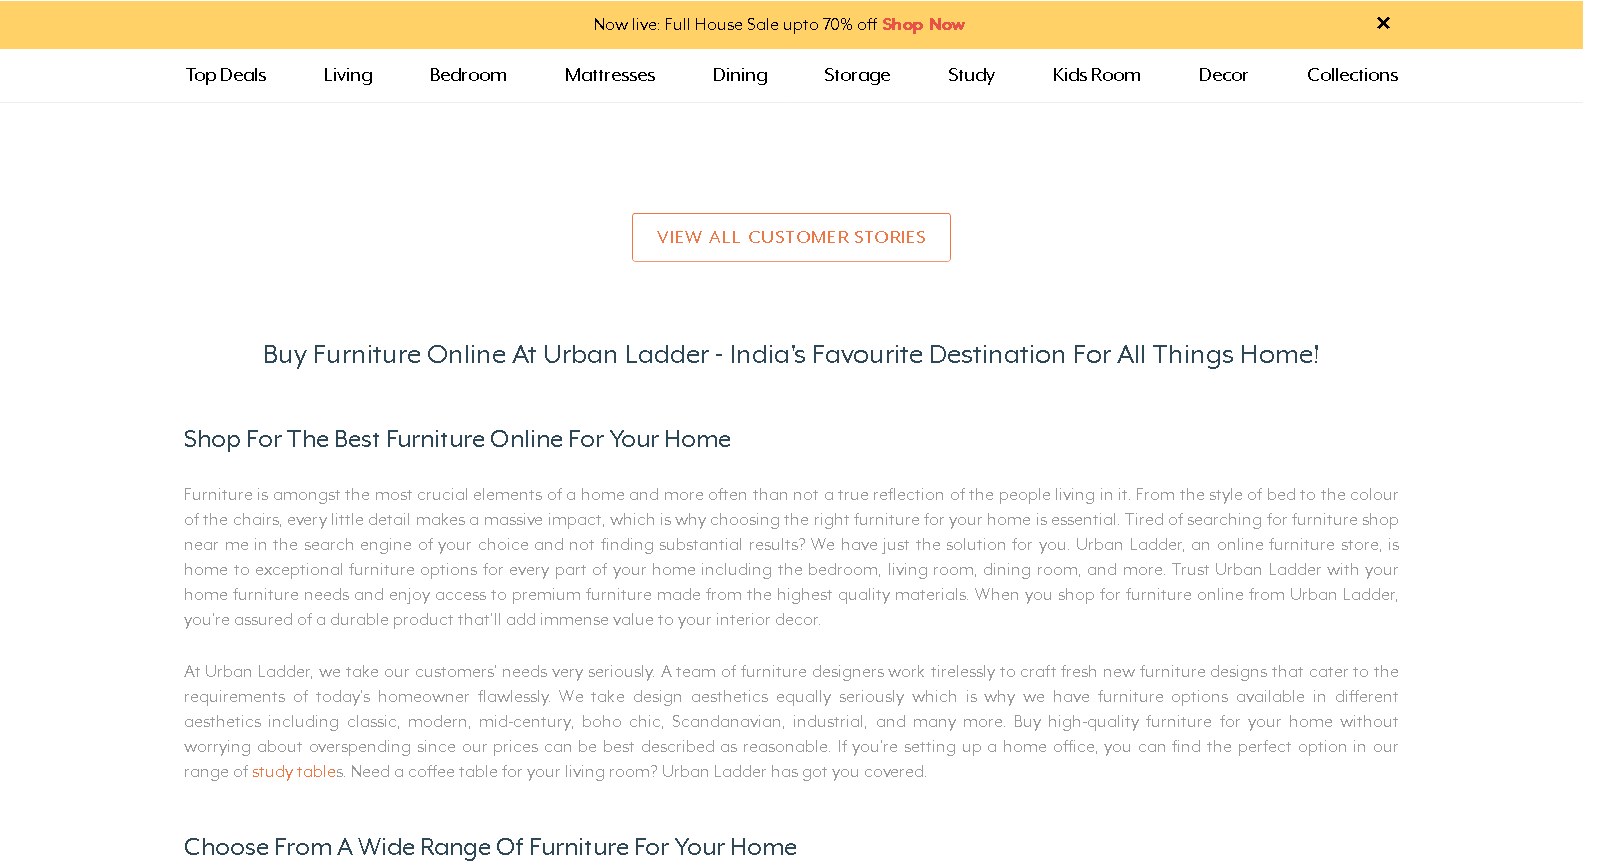 Now live: Full House Sale upto 70% off Shop Now ×
Top Deals Living Bedroom Mattresses Dining Storage Study Kids Room Decor Collections
VIEW ALL CUSTOMER STORIES
Buy Furniture Online At Urban Ladder - India's Favourite Destination For All Things Home!
Shop For The Best Furniture Online For Your Home
Furniture is amongst the most crucial elements of a home and more often than not a true reflection of the people living in it. From the style of bed to the colour
of the chairs, every little detail makes a massive impact, which is why choosing the right furniture for your home is essential. Tired of searching for furniture shop
near me in the search engine of your choice and not finding substantial results? We have just the solution for you. Urban Ladder, an online furniture store, is
home to exceptional furniture options for every part of your home including the bedroom, living room, dining room, and more. Trust Urban Ladder with your
home furniture needs and enjoy access to premium furniture made from the highest quality materials. When you shop for furniture online from Urban Ladder,
you're assured of a durable product that'll add immense value to your interior decor.
At Urban Ladder, we take our customers' needs very seriously. A team of furniture designers work tirelessly to craft fresh new furniture designs that cater to the
requirements of today's homeowner flawlessly. We take design aesthetics equally seriously which is why we have furniture options available in different
aesthetics including classic, modern, mid-century, boho chic, Scandanavian, industrial, and many more. Buy high-quality furniture for your home without
worrying about overspending since our prices can be best described as reasonable. If you're setting up a home office, you can find the perfect option in our
range of study tables. Need a coffee table for your living room? Urban Ladder has got you covered.
Choose From A Wide Range Of Furniture For Your Home